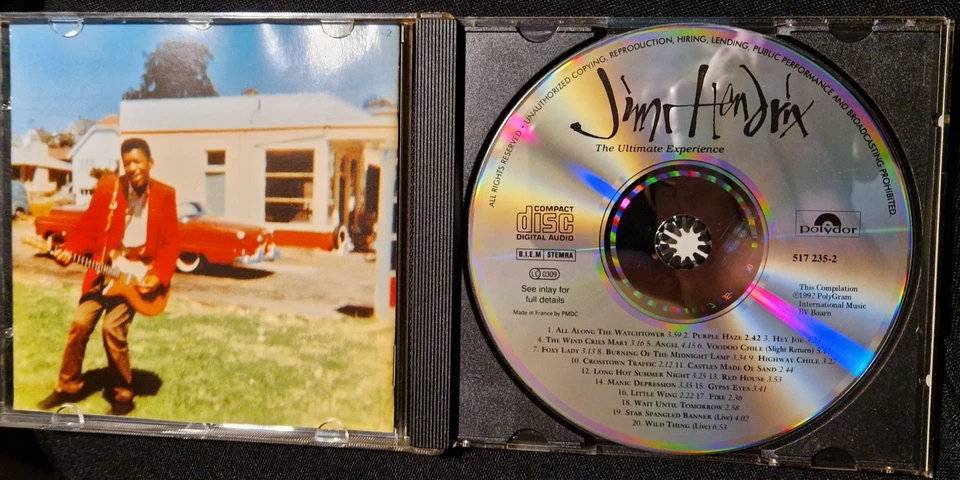 ALL RIGHTS RESERVED • UNAUTHORIZED COPYING, REPRODUCTION, HIRING, LENDING, PUBLIC PERFORMANCE AND BROADCASTING PROHIBITED.
Jimi Hendrix
The Ultimate Experience
COMPACT
disc
DIGITAL AUDIO
B.I.E.M STEMRA
LC 0309
See inlay for
full details
Made in France by PMDC
polydor
517 235-2
This Compilation
℗1992 PolyGram
International Music
BV Baarn
1. ALL ALONG THE WATCHTOWER 3.59 2. PURPLE HAZE 2.42 3. HEY JOE
4. THE WIND CRIES MARY 3.16 5. ANGEL 4.15 6. VOODOO CHILE (Slight Return)
7. FOXY LADY 3.13 8. BURNING OF THE MIDNIGHT LAMP 3.34 9. HIGHWAY CHILE
10. CROSSTOWN TRAFFIC 2.12 11. CASTLES MADE OF SAND 2.44
12. LONG HOT SUMMER NIGHT 3.25 13. RED HOUSE 3.53
14. MANIC DEPRESSION 3.35 15. GYPSY EYES 3.41
16. LITTLE WING 2.22 17. FIRE 2.36
18. WAIT UNTIL TOMORROW 2.58
19. STAR SPANGLED BANNER (Live) 4.02
20. WILD THING (Live) 6.53